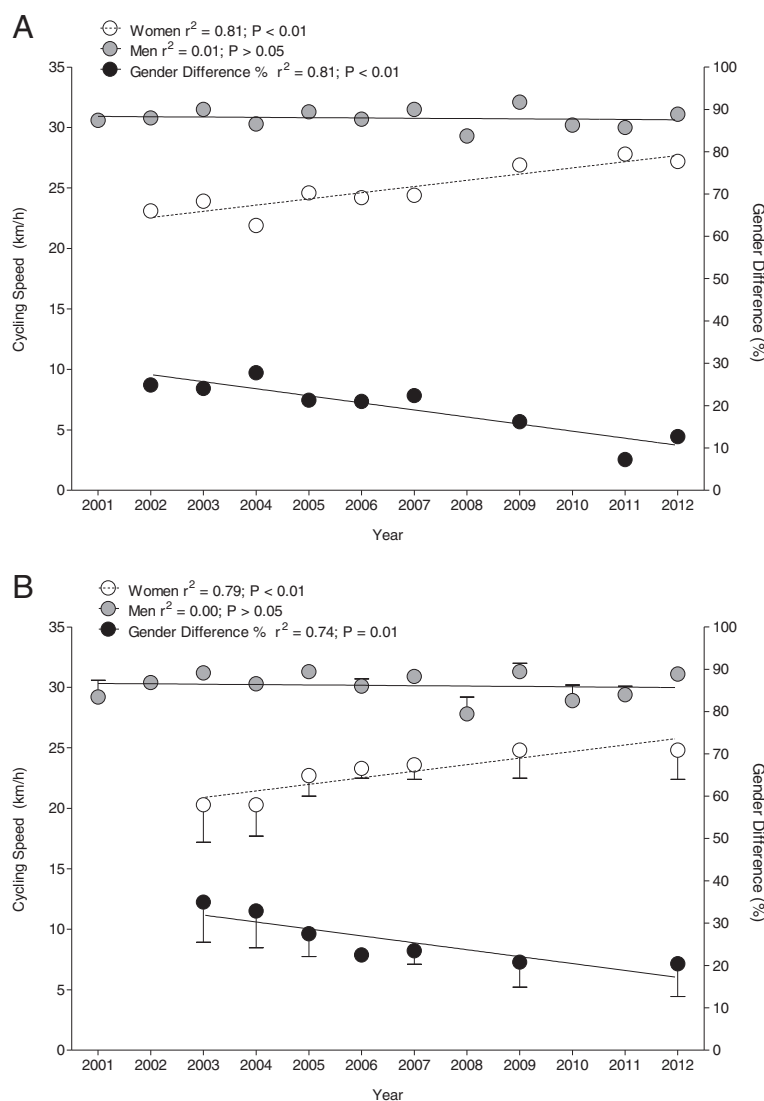 A
Women r² = 0.81; P < 0.01
Men r² = 0.01; P > 0.05
Gender Difference % r² = 0.81; P < 0.01
35
30
25
20
15
10
5
0
Cycling Speed (km/h)
100
90
80
70
60
50
40
30
20
10
0
Gender Difference (%)
2001 2002 2003 2004 2005 2006 2007 2008 2009 2010 2011 2012
Year
B
Women r² = 0.79; P < 0.01
Men r² = 0.00; P > 0.05
Gender Difference % r² = 0.74; P = 0.01
35
30
25
20
15
10
5
0
Cycling Speed (km/h)
100
90
80
70
60
50
40
30
20
10
0
Gender Difference (%)
2001 2002 2003 2004 2005 2006 2007 2008 2009 2010 2011 2012
Year